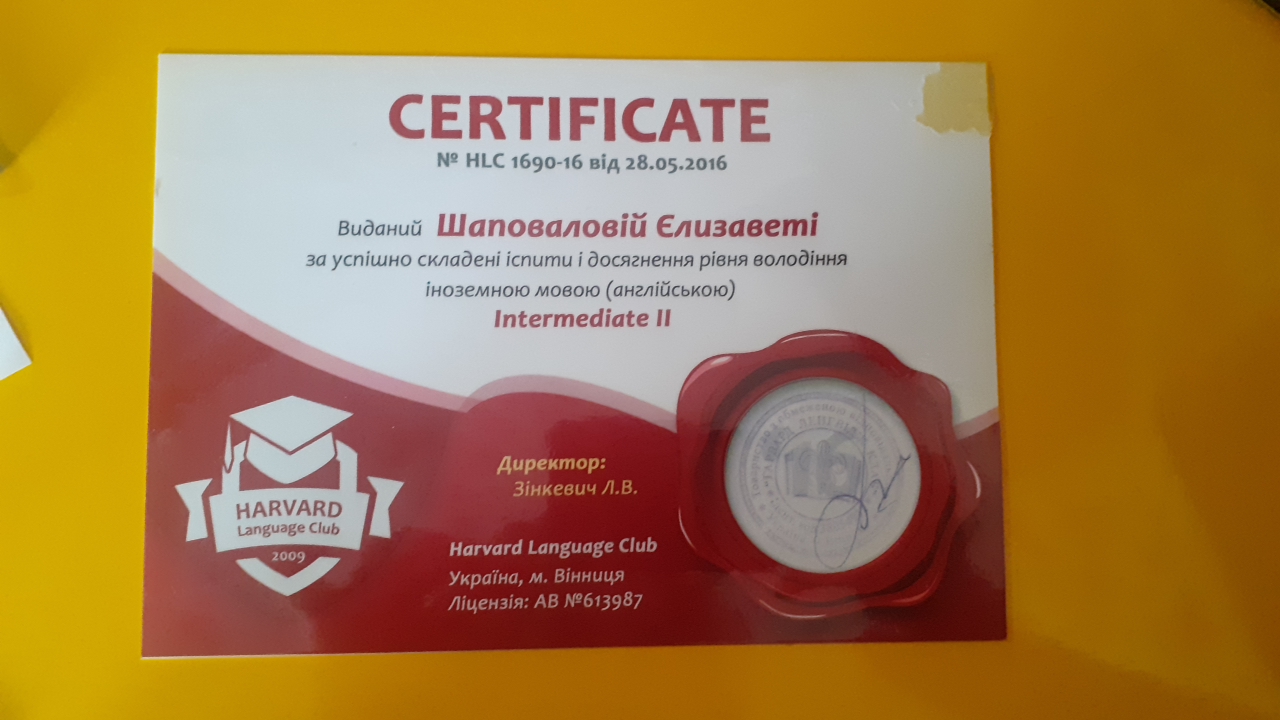 CERTIFICATE
№ HLC 1690-16 від 28.05.2016
Виданий Шаповаловій Єлизаветі
за успішно складені іспити і досягнення рівня володіння
іноземною мовою (англійською)
Intermediate II
HARVARD
Language Club
2009
Директор:
Зінкевич Л.В.
Harvard Language Club
Україна, м. Вінниця
Ліцензія: АВ №613987